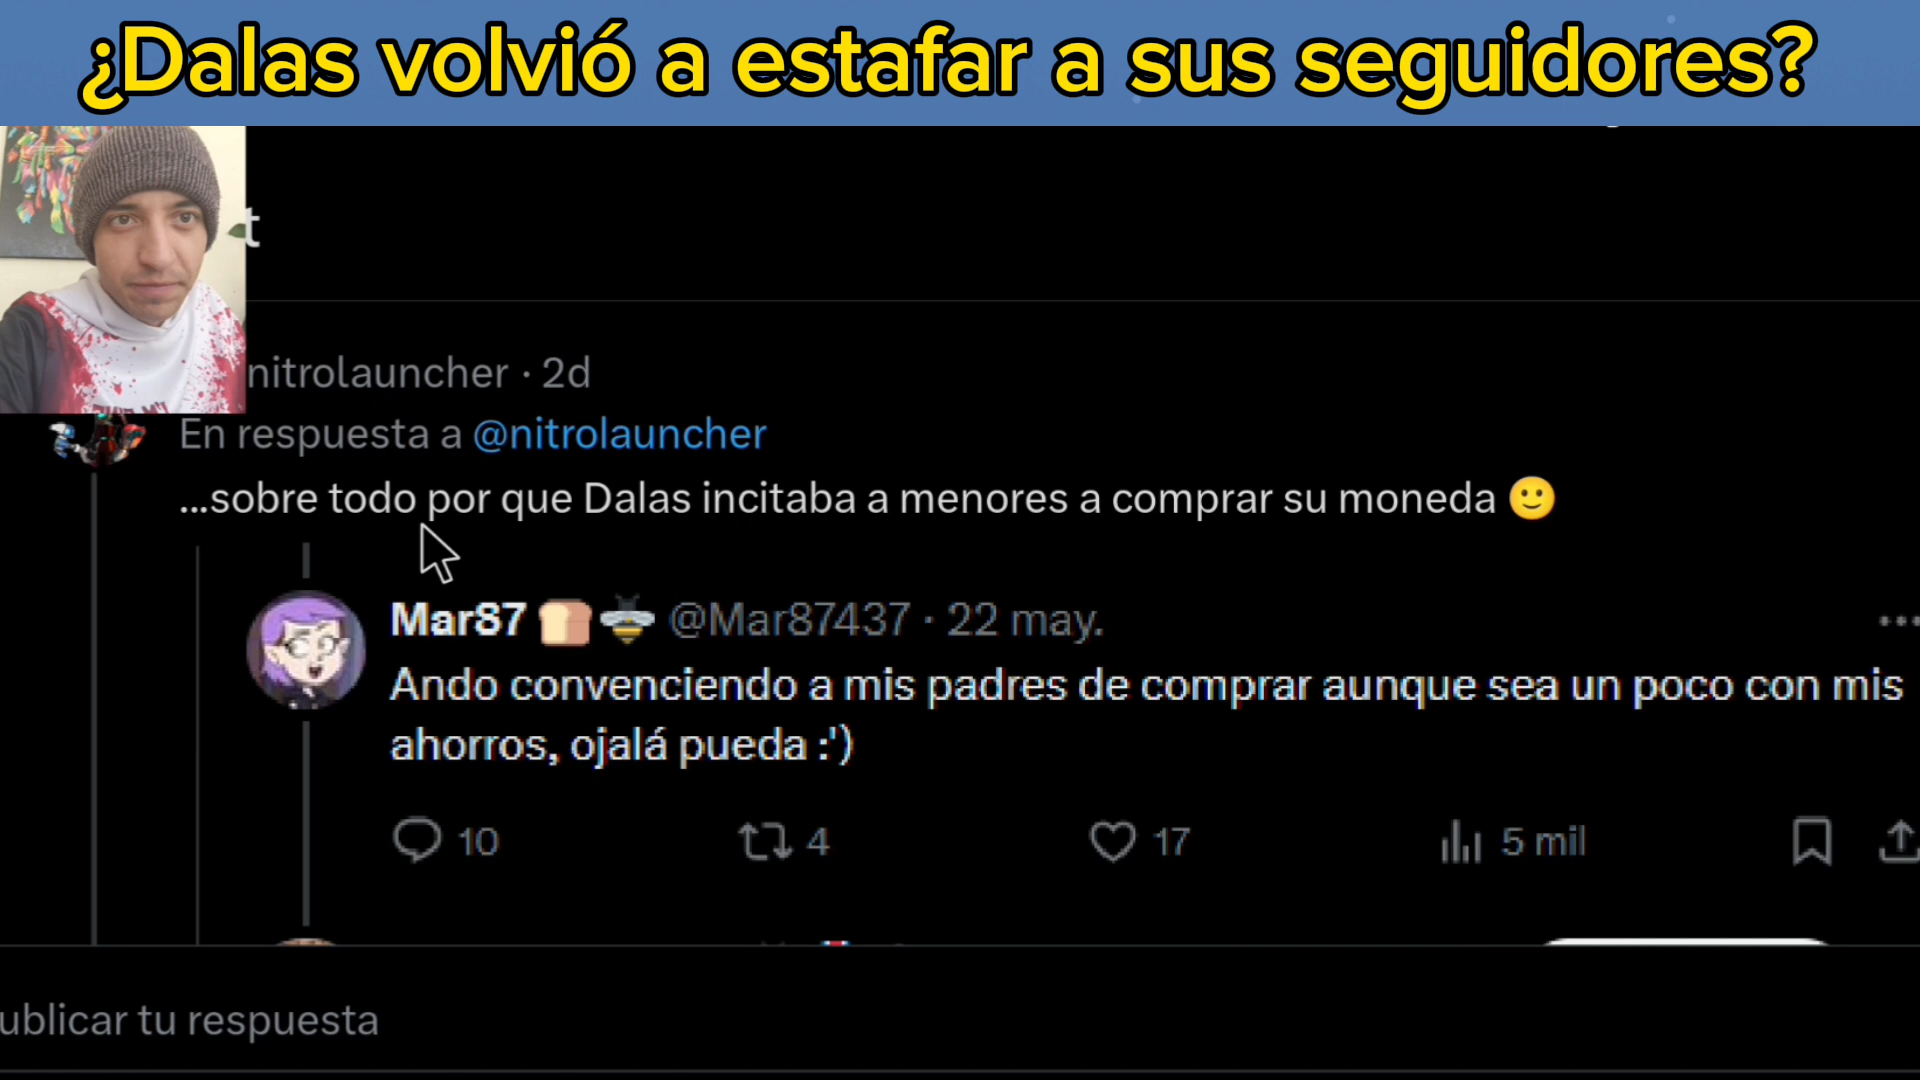 ¿Dalas volvió a estafar a sus seguidores?
t
nitrolauncher · 2d
En respuesta a @nitrolauncher
...sobre todo por que Dalas incitaba a menores a comprar su moneda 🙂
Mar87 🍞🐝 @Mar87437 · 22 may.
Ando convenciendo a mis padres de comprar aunque sea un poco con mis
ahorros, ojalá pueda :')
10 4 17 5 mil
ublicar tu respuesta